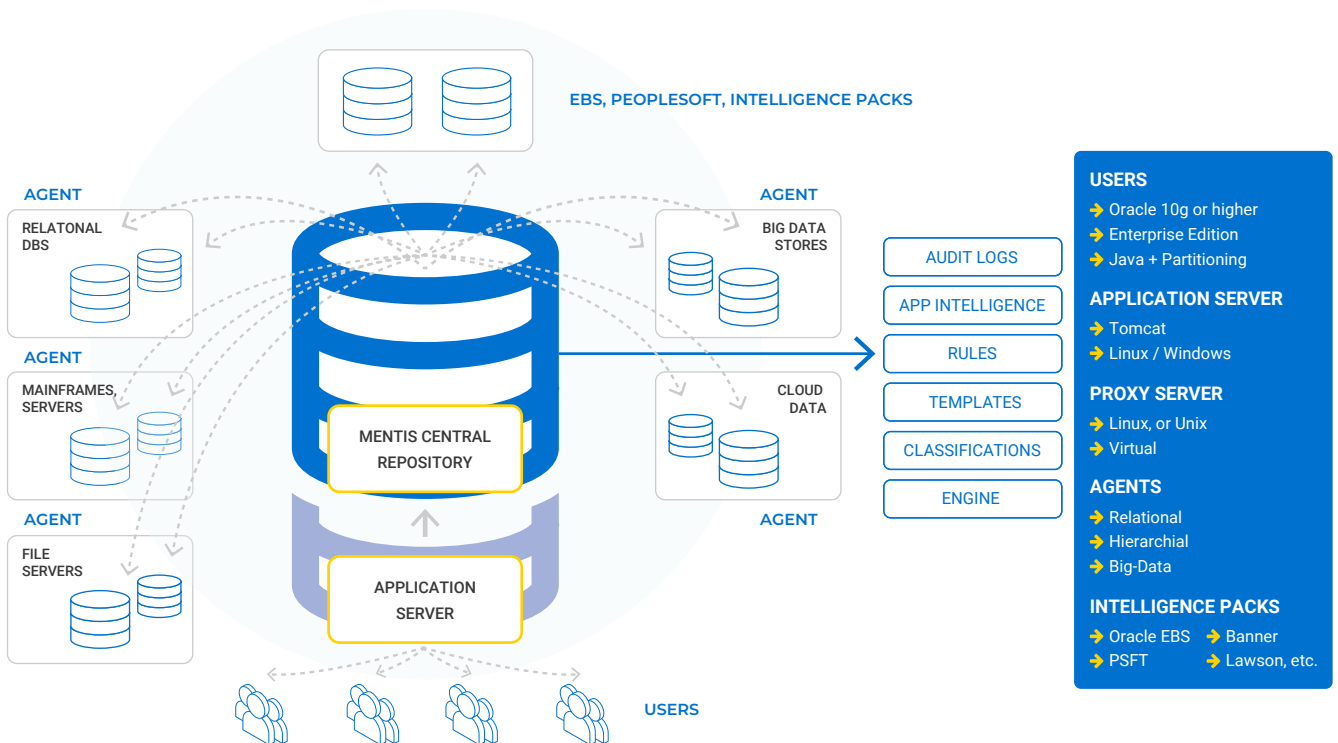 EBS, PEOPLESOFT, INTELLIGENCE PACKS
AGENT
RELATONAL
DBS
AGENT
MAINFRAMES,
SERVERS
AGENT
FILE
SERVERS
MENTIS CENTRAL
REPOSITORY
APPLICATION
SERVER
USERS
AGENT
BIG DATA
STORES
CLOUD
DATA
AGENT
AUDIT LOGS
APP INTELLIGENCE
RULES
TEMPLATES
CLASSIFICATIONS
ENGINE
USERS
Oracle 10g or higher
Enterprise Edition
Java + Partitioning
APPLICATION SERVER
Tomcat
Linux / Windows
PROXY SERVER
Linux, or Unix
Virtual
AGENTS
Relational
Hierarchial
Big-Data
INTELLIGENCE PACKS
Oracle EBS Banner
PSFT Lawson, etc.